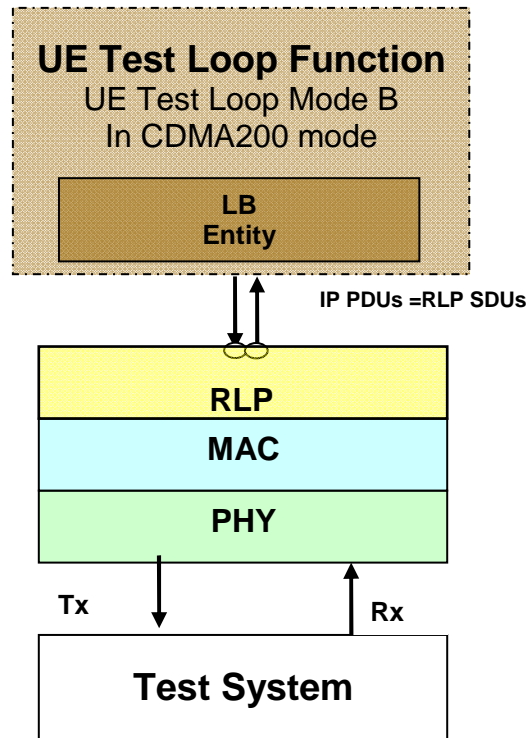 UE Test Loop Function
UE Test Loop Mode B
In CDMA200 mode
LB
Entity
IP PDUs =RLP SDUs
RLP
MAC
PHY
Tx
Rx
Test System